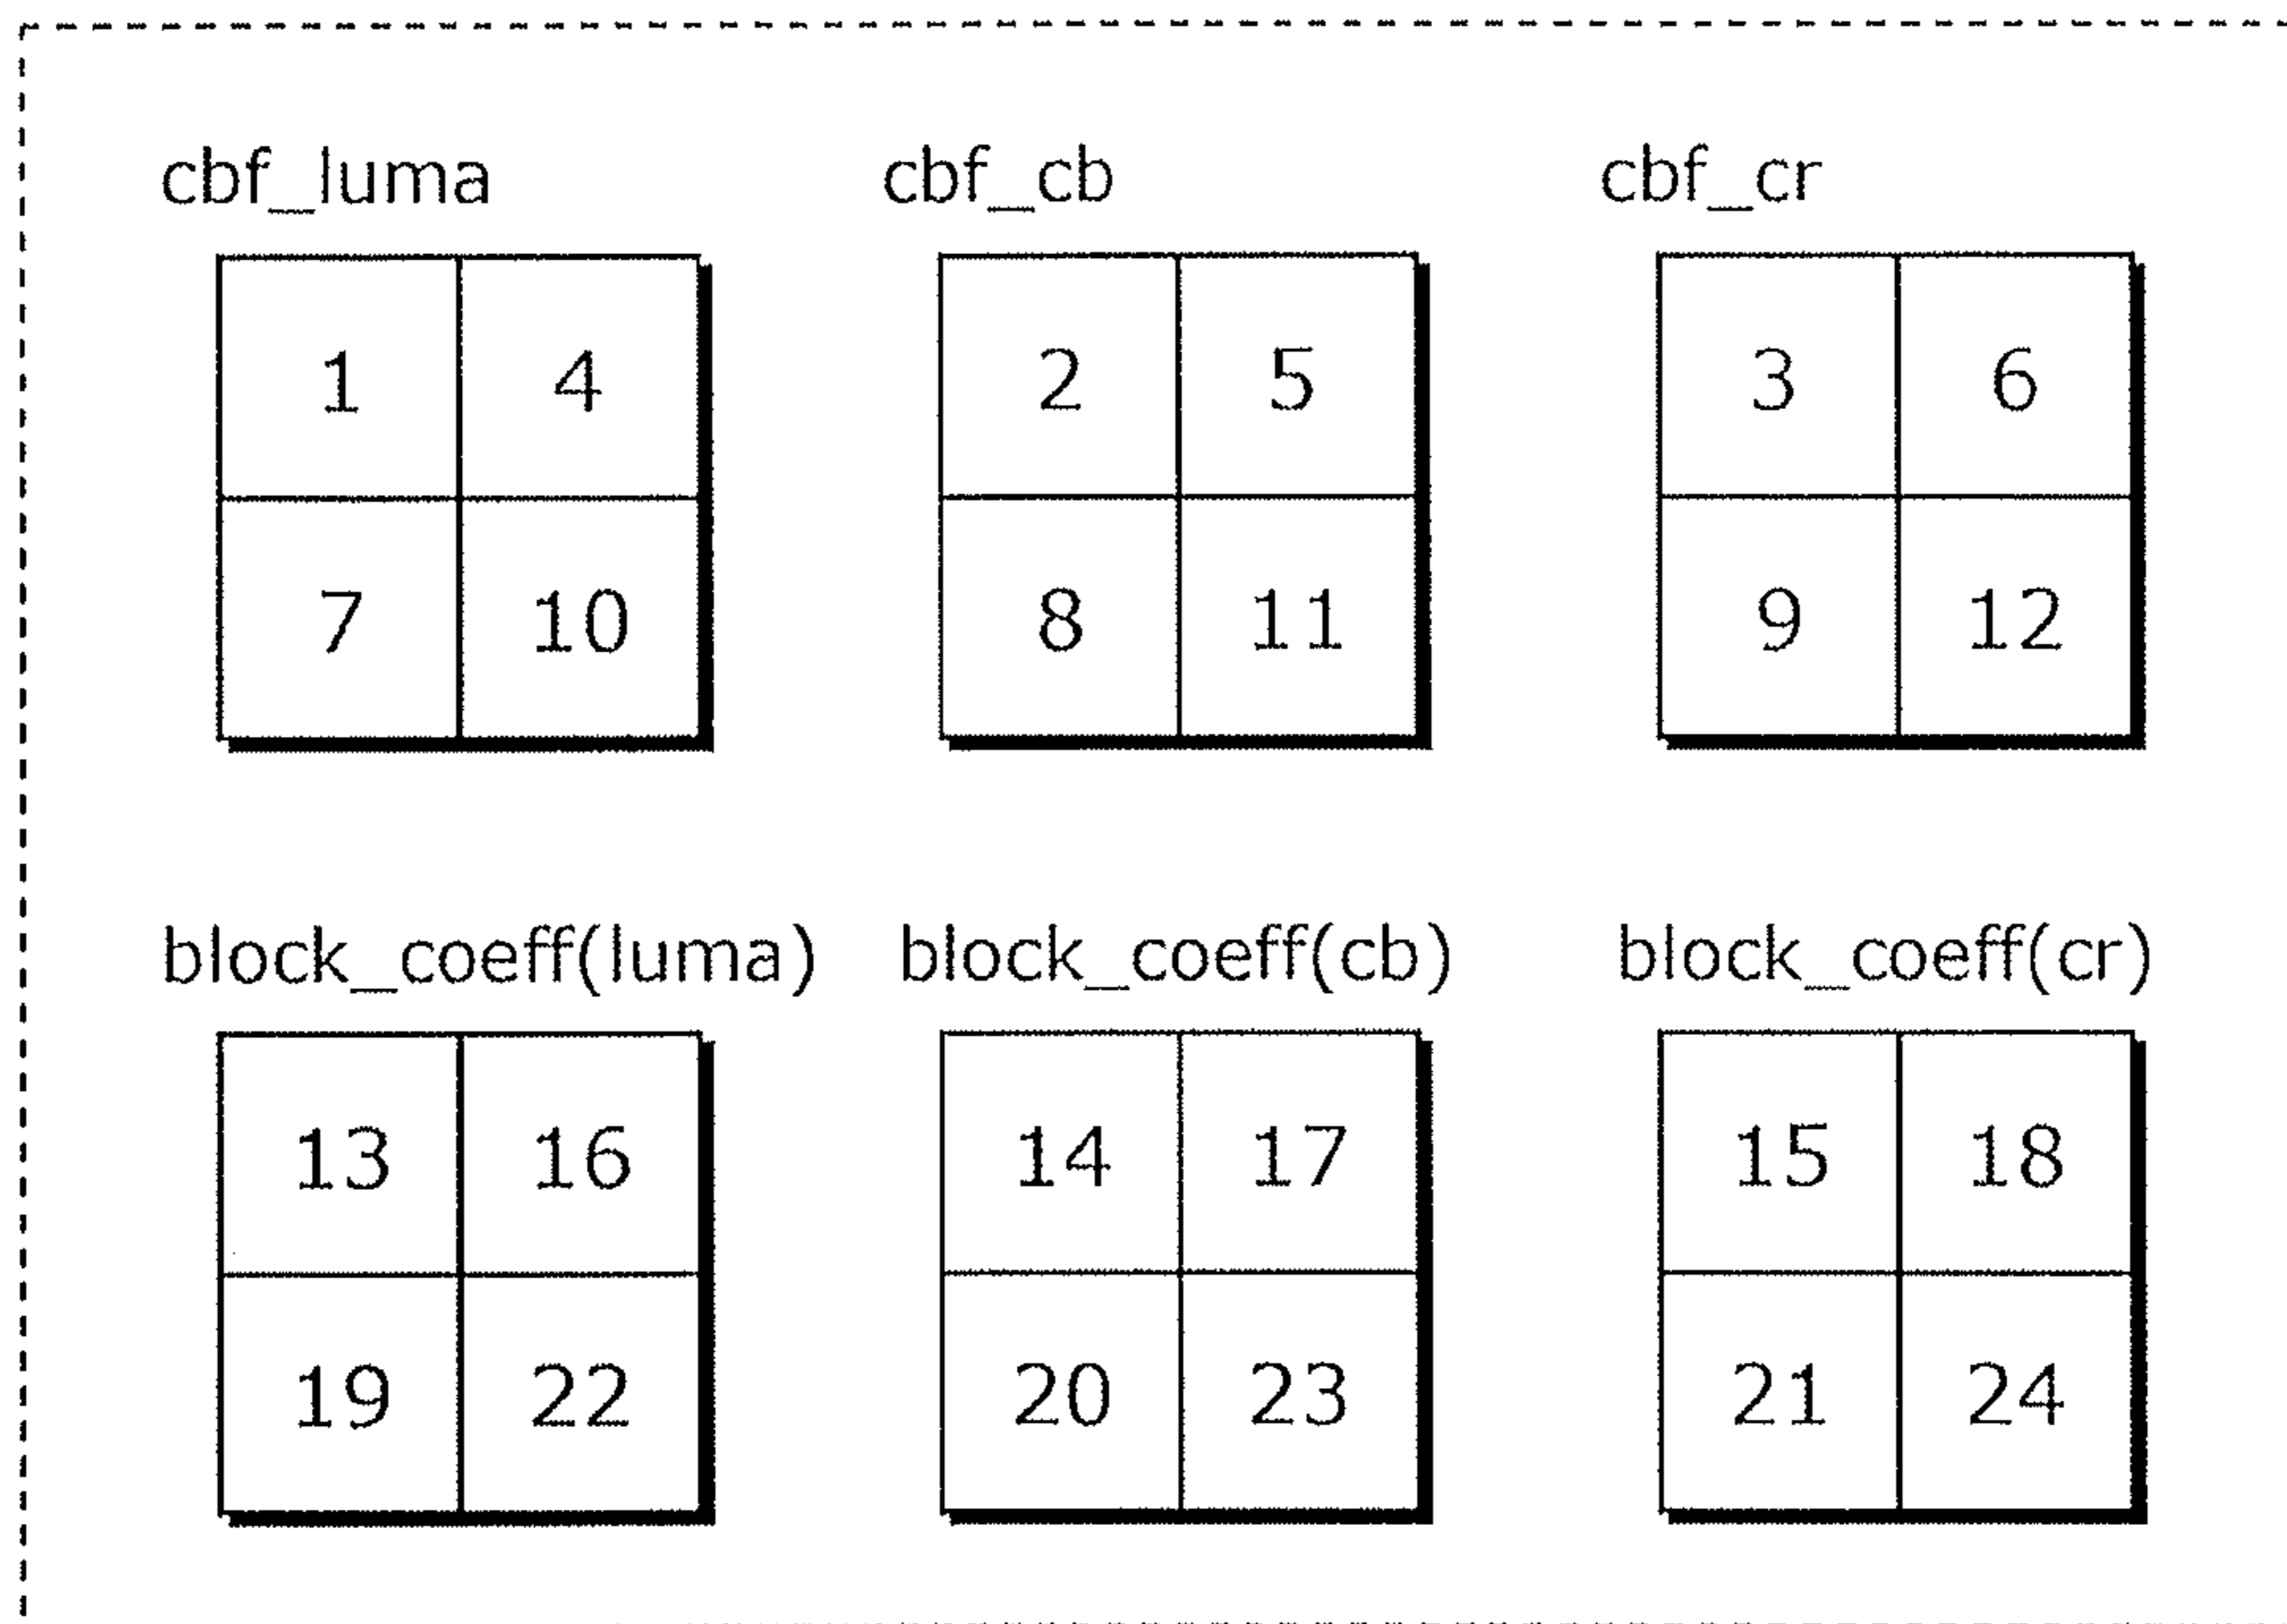 cbf_luma cbf_cb cbf_cr
1 4 2 5 3 6
7 10 8 11 9 12
block_coeff(luma) block_coeff(cb) block_coeff(cr)
13 16 14 17 15 18
19 22 20 23 21 24